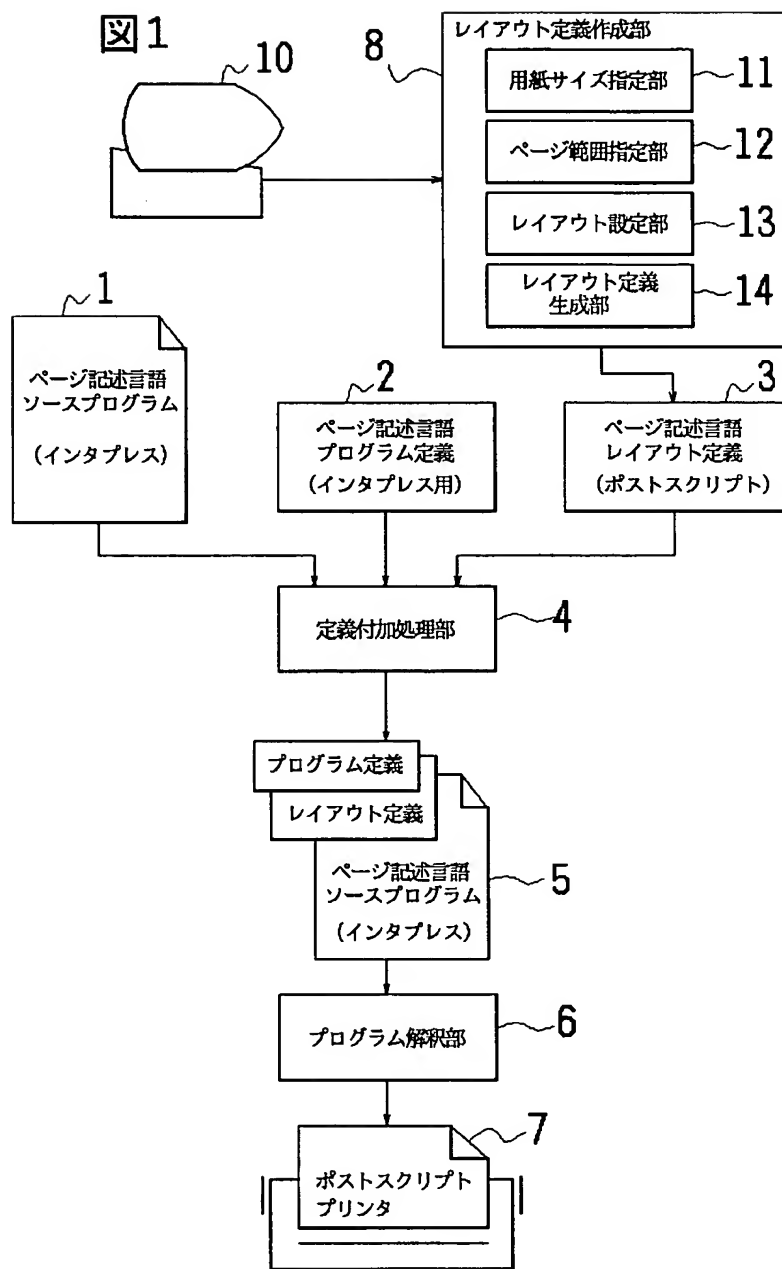 図1
10
8
レイアウト定義作成部
用紙サイズ指定部
11
ページ範囲指定部
12
レイアウト設定部
13
レイアウト定義
生成部
14
1
ページ記述言語
ソースプログラム
(インタプレス)
2
ページ記述言語
プログラム定義
(インタプレス用)
3
ページ記述言語
レイアウト定義
(ポストスクリプト)
定義付加処理部
4
プログラム定義
レイアウト定義
ページ記述言語
ソースプログラム
(インタプレス)
5
プログラム解釈部
6
7
ポストスクリプト
プリンタ